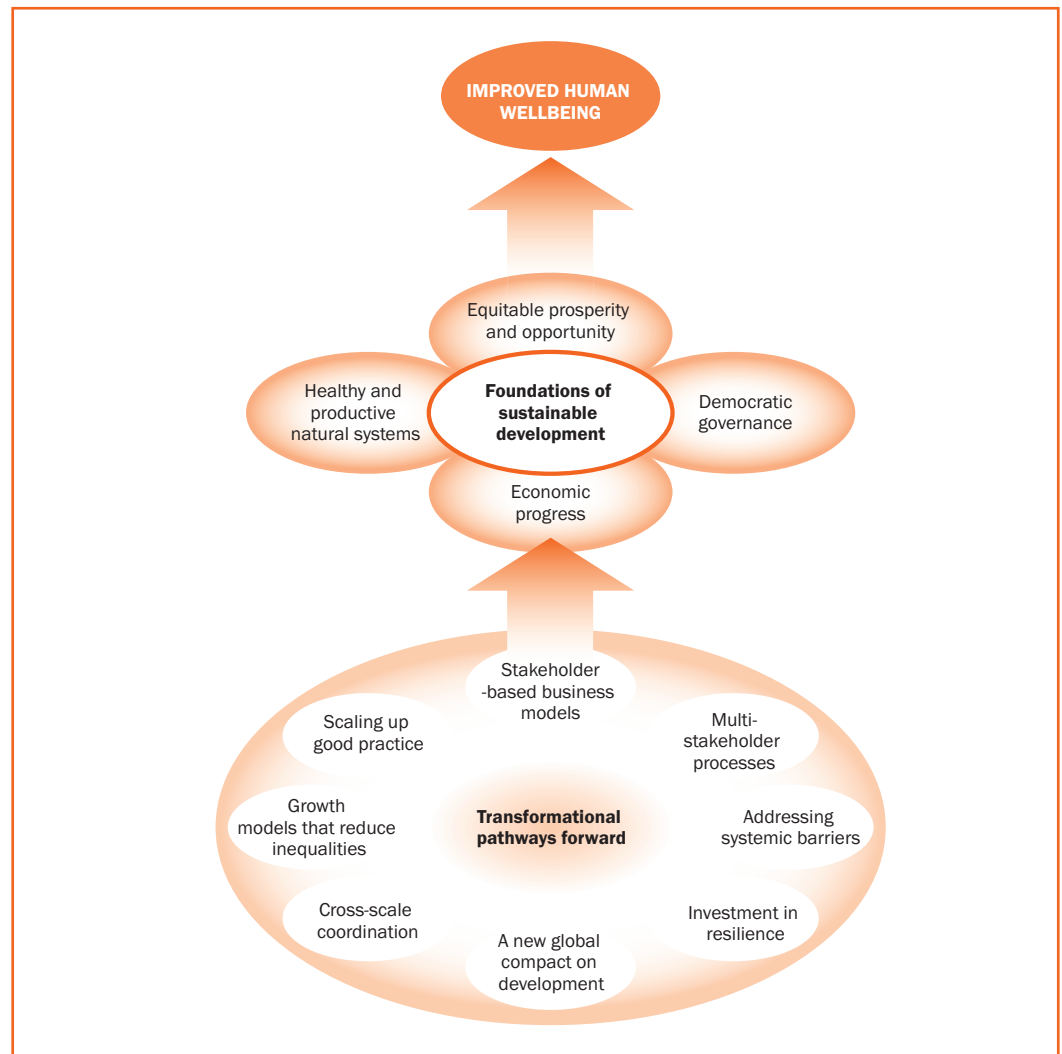 IMPROVED HUMAN
WELLBEING
Equitable prosperity
and opportunity
Healthy and
productive
natural systems
Foundations of
sustainable
development
Democratic
governance
Economic
progress
Stakeholder
-based business
models
Scaling up
good practice
Multi-
stakeholder
processes
Growth
models that reduce
inequalities
Transformational
pathways forward
Addressing
systemic barriers
Cross-scale
coordination
A new global
compact on
development
Investment in
resilience